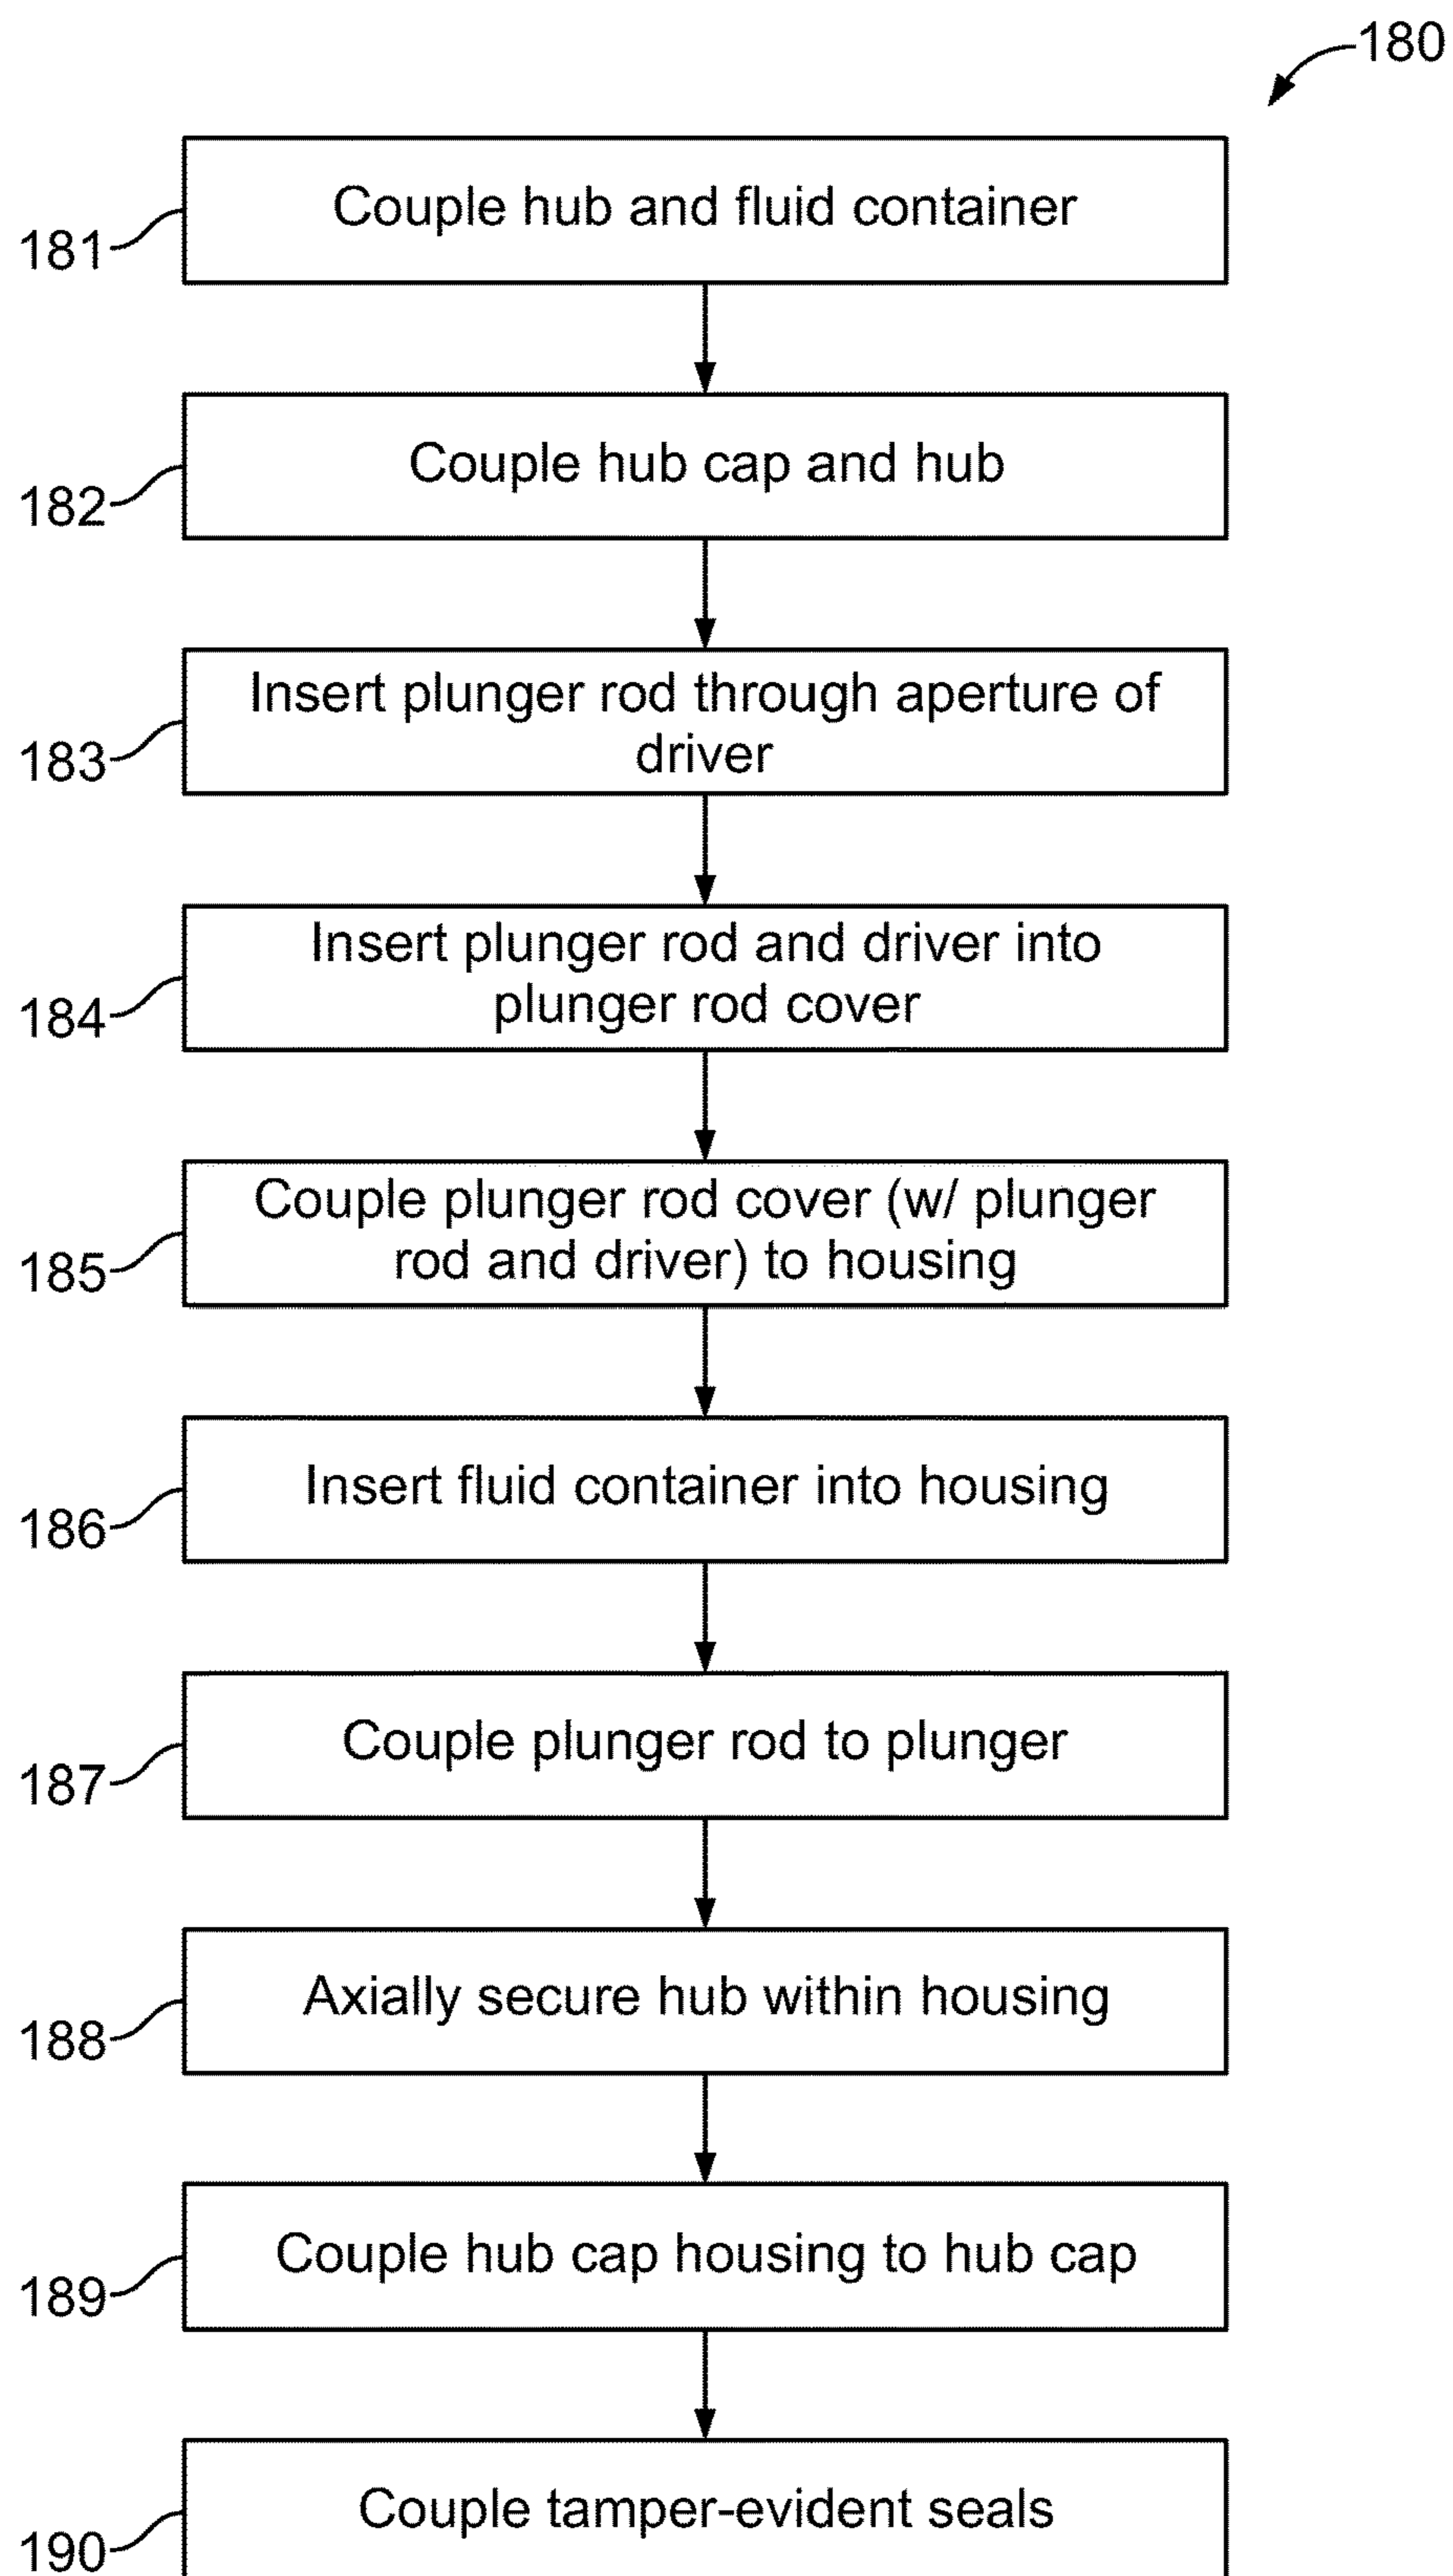 180
Couple hub and fluid container
181
Couple hub cap and hub
182
Insert plunger rod through aperture of
driver
183
Insert plunger rod and driver into
plunger rod cover
184
Couple plunger rod cover (w/ plunger
rod and driver) to housing
185
Insert fluid container into housing
186
Couple plunger rod to plunger
187
Axially secure hub within housing
188
Couple hub cap housing to hub cap
189
Couple tamper-evident seals
190